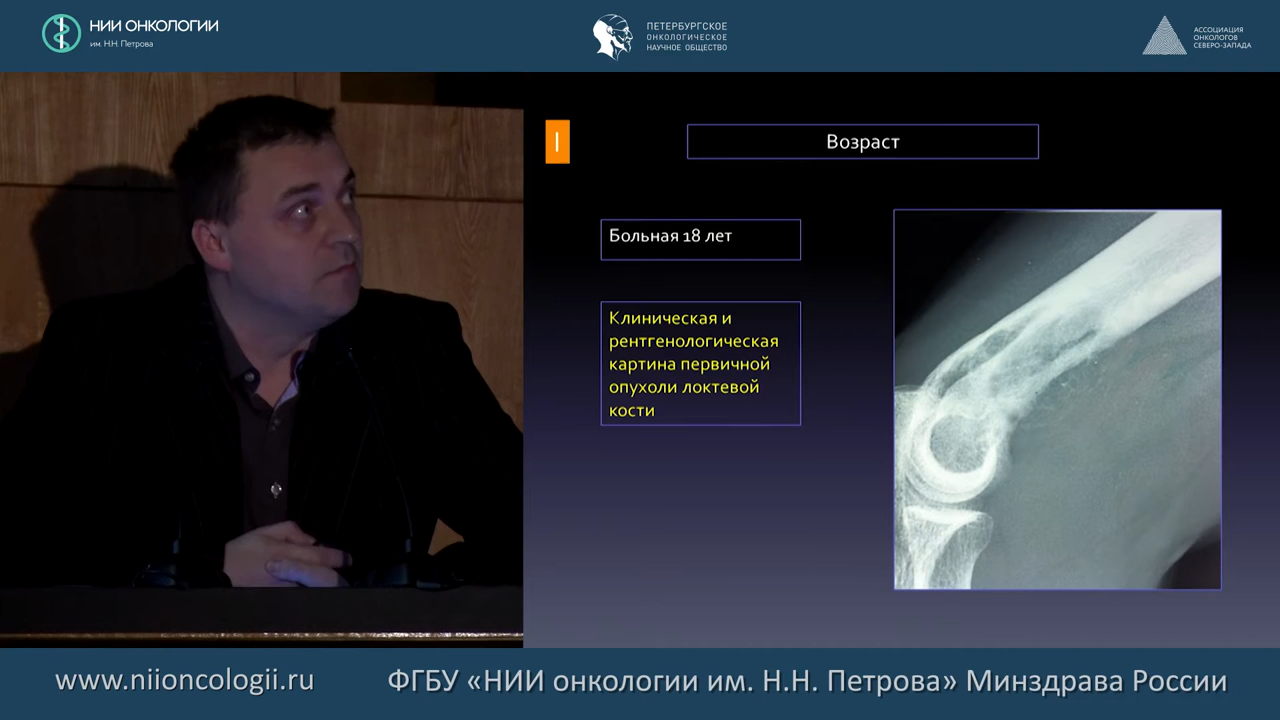 НИИ ОНКОЛОГИИ
им. Н.Н. Петрова
ПЕТЕРБУРГСКОЕ
ОНКОЛОГИЧЕСКОЕ
НАУЧНОЕ ОБЩЕСТВО
АССОЦИАЦИЯ
ОНКОЛОГОВ
СЕВЕРО-ЗАПАДА
I
Возраст
Больная 18 лет
Клиническая и
рентгенологическая
картина первичной
опухоли локтевой
кости
www.niioncologii.ru
ФГБУ «НИИ онкологии им. Н.Н. Петрова» Минздрава России